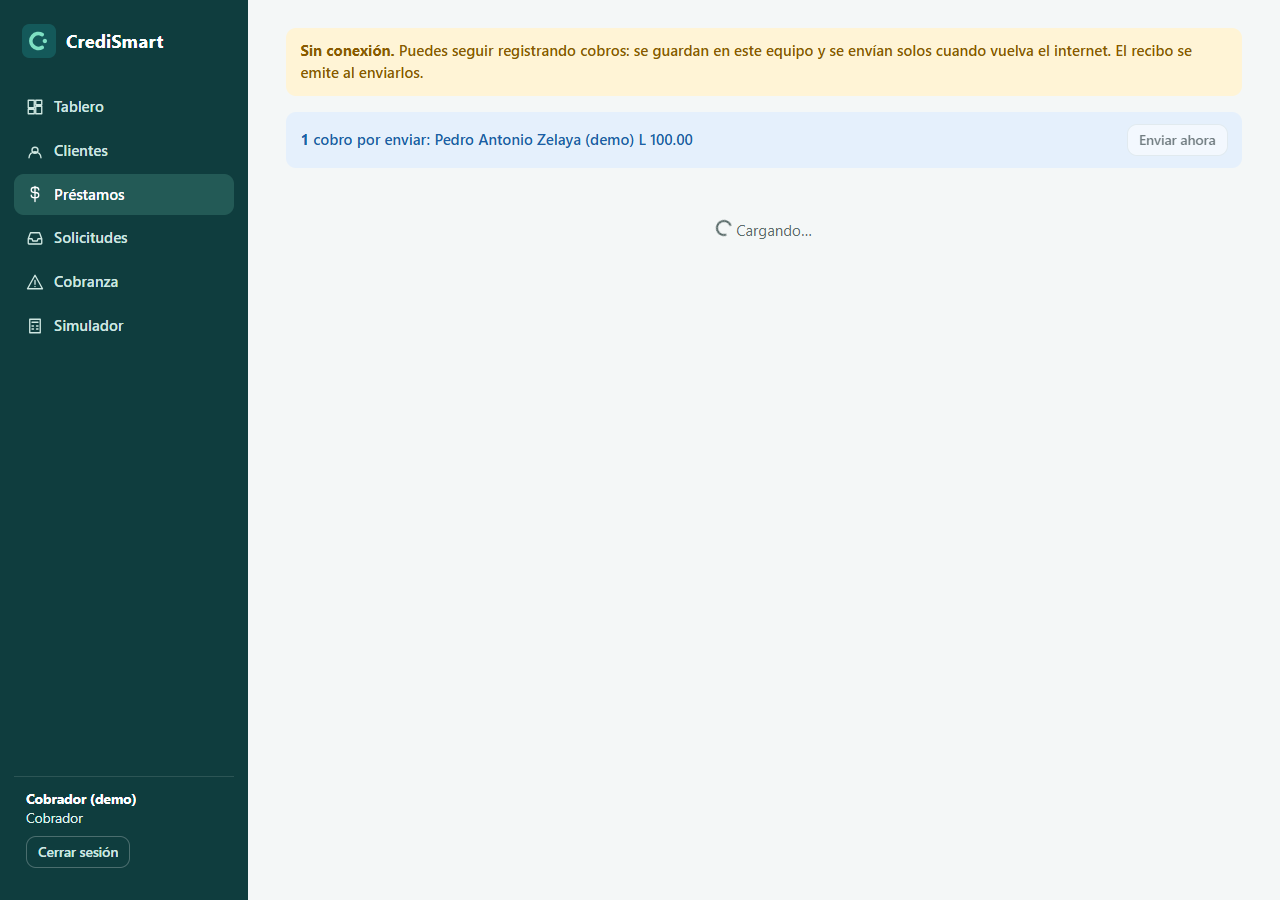 CrediSmart
Tablero
Clientes
Préstamos
Solicitudes
Cobranza
Simulador
Cobrador (demo)
Cobrador
Cerrar sesión
Sin conexión. Puedes seguir registrando cobros: se guardan en este equipo y se envían solos cuando vuelva el internet. El recibo se
emite al enviarlos.
1 cobro por enviar: Pedro Antonio Zelaya (demo) L 100.00
Enviar ahora
Cargando...